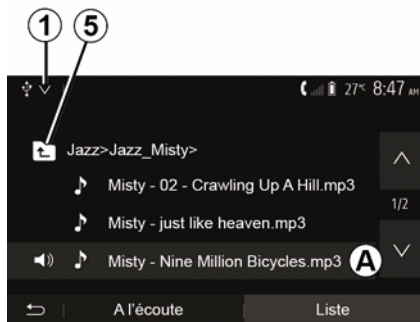 1 5
27°C 8:47 AM
Jazz>Jazz_Misty>
Misty - 02 - Crawling Up A Hill.mp3
1/2
Misty - just like heaven.mp3
Misty - Nine Million Bicycles.mp3 A
A l'écoute Liste